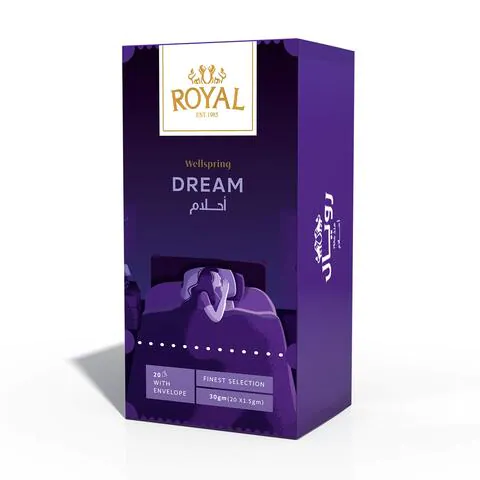 ROYAL
EST.1985
Wellspring
DREAM
أحلام
20
WITH
ENVELOPE
FINEST SELECTION
30gm(20 X1.5gm)
رويال
أحلام